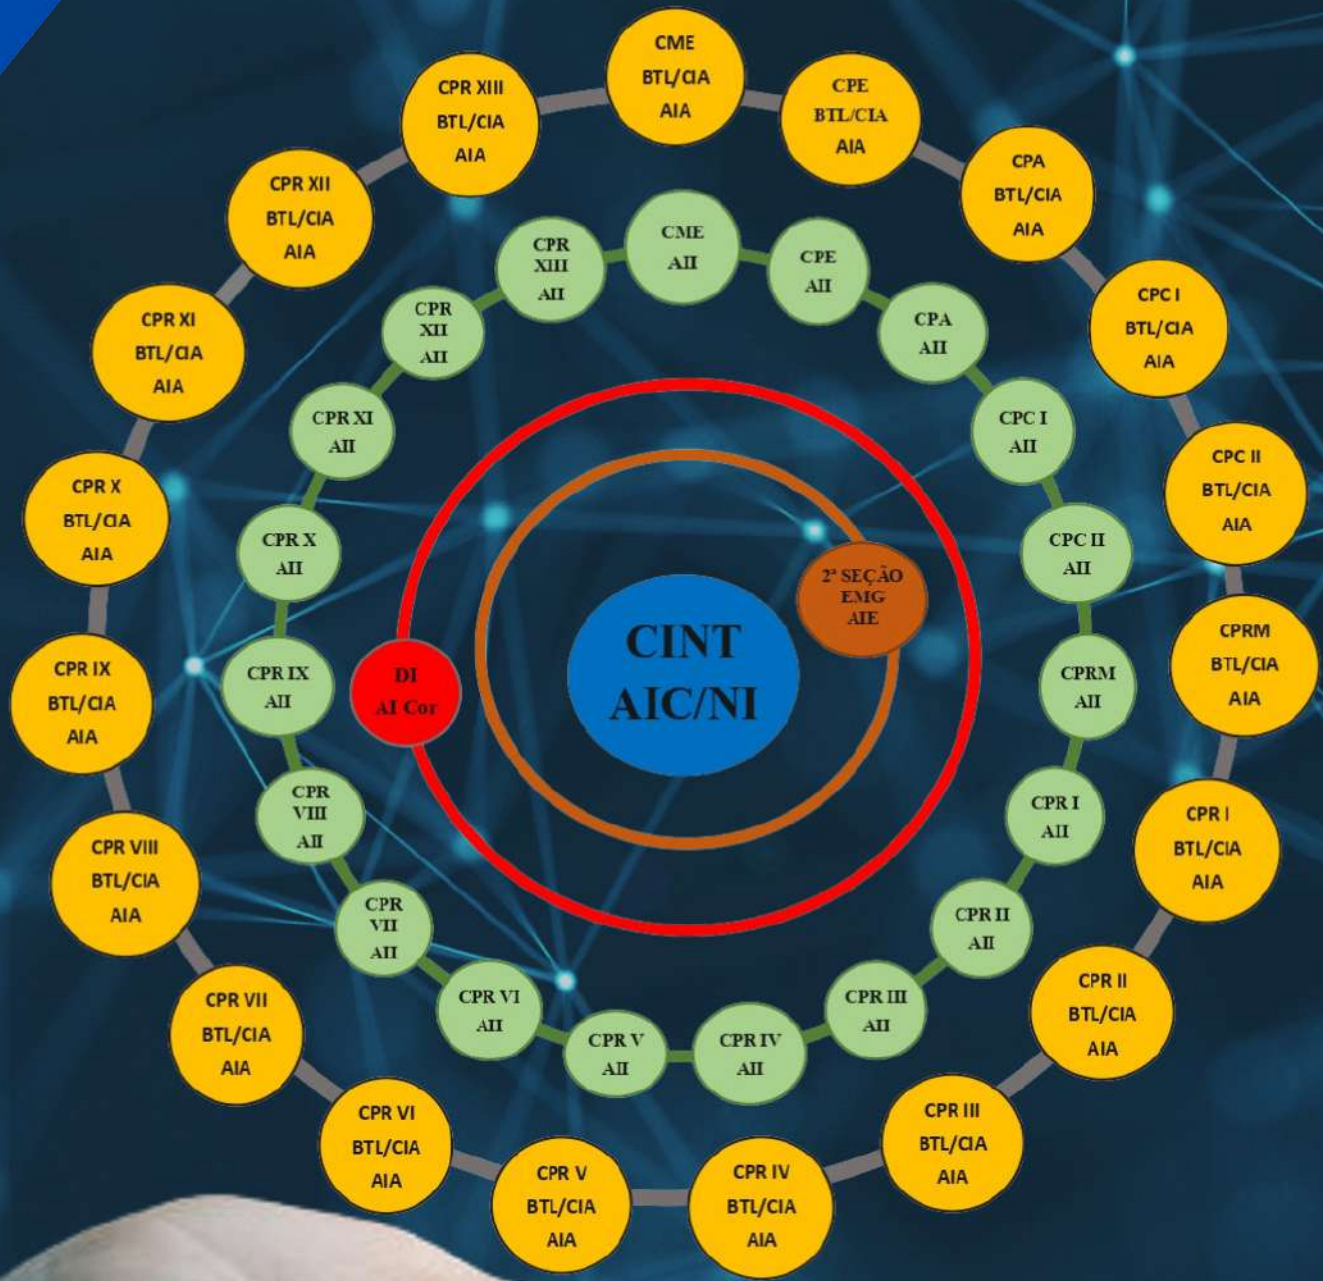 CME
BTL/CIA
AIA
CPE
BTL/CIA
AIA
CPA
BTL/CIA
AIA
CPC I
BTL/CIA
AIA
CPC II
BTL/CIA
AIA
CPRM
BTL/CIA
AIA
CPR I
BTL/CIA
AIA
CPR II
BTL/CIA
AIA
CPR III
BTL/CIA
AIA
CPR IV
BTL/CIA
AIA
CPR V
BTL/CIA
AIA
CPR VI
BTL/CIA
AIA
CPR VII
BTL/CIA
AIA
CPR VIII
BTL/CIA
AIA
CPR IX
BTL/CIA
AIA
CPR X
BTL/CIA
AIA
CPR XI
BTL/CIA
AIA
CPR XII
BTL/CIA
AIA
CPR XIII
BTL/CIA
AIA
CME
AII
CPE
AII
CPA
AII
CPC I
AII
CPC II
AII
CPRM
AII
CPR I
AII
CPR II
AII
CPR III
AII
CPR IV
AII
CPR V
AII
CPR VI
AII
CPR
VII
AII
CPR
VIII
AII
CPR IX
AII
CPR X
AII
CPR XI
AII
CPR
XII
AII
CPR
XIII
AII
DI
AI Cor
2ª SEÇÃO
EMG
AIE
CINT
AIC/NI